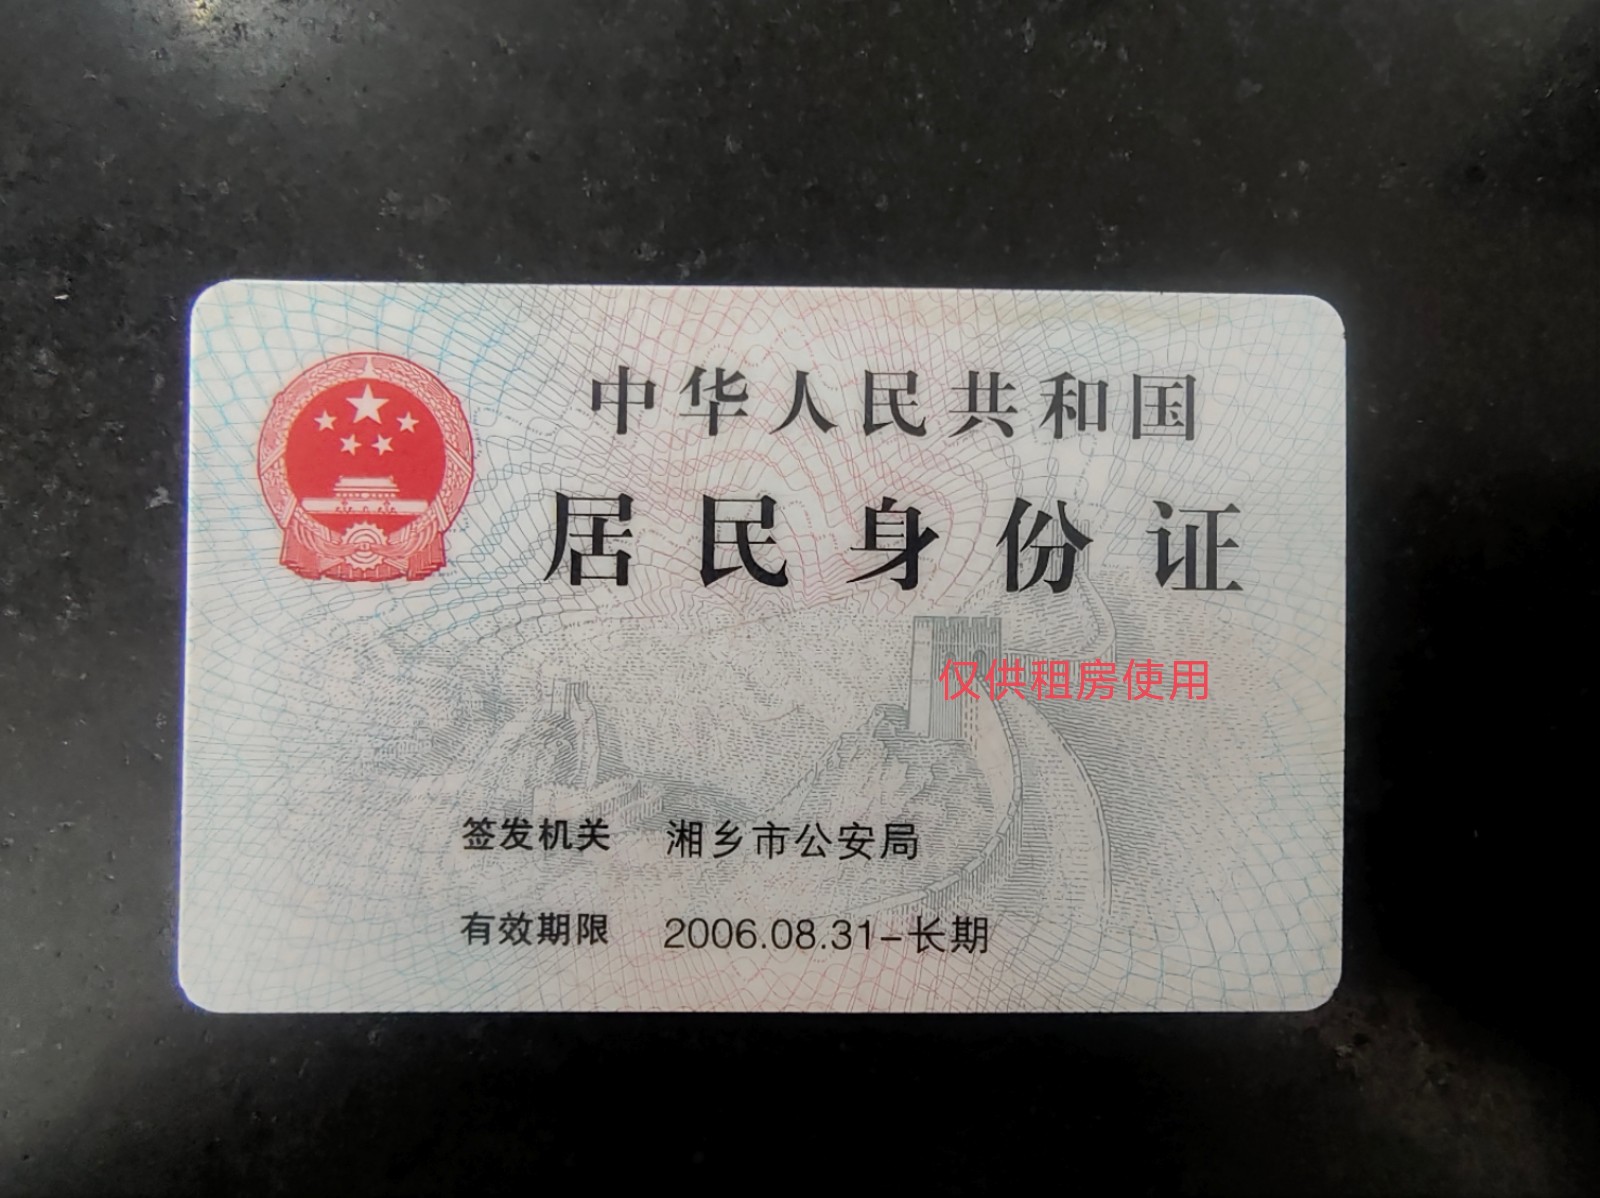 中华人民共和国
居民身份证
仅供租房使用
签发机关 湘乡市公安局
有效期限 2006.08.31-长期